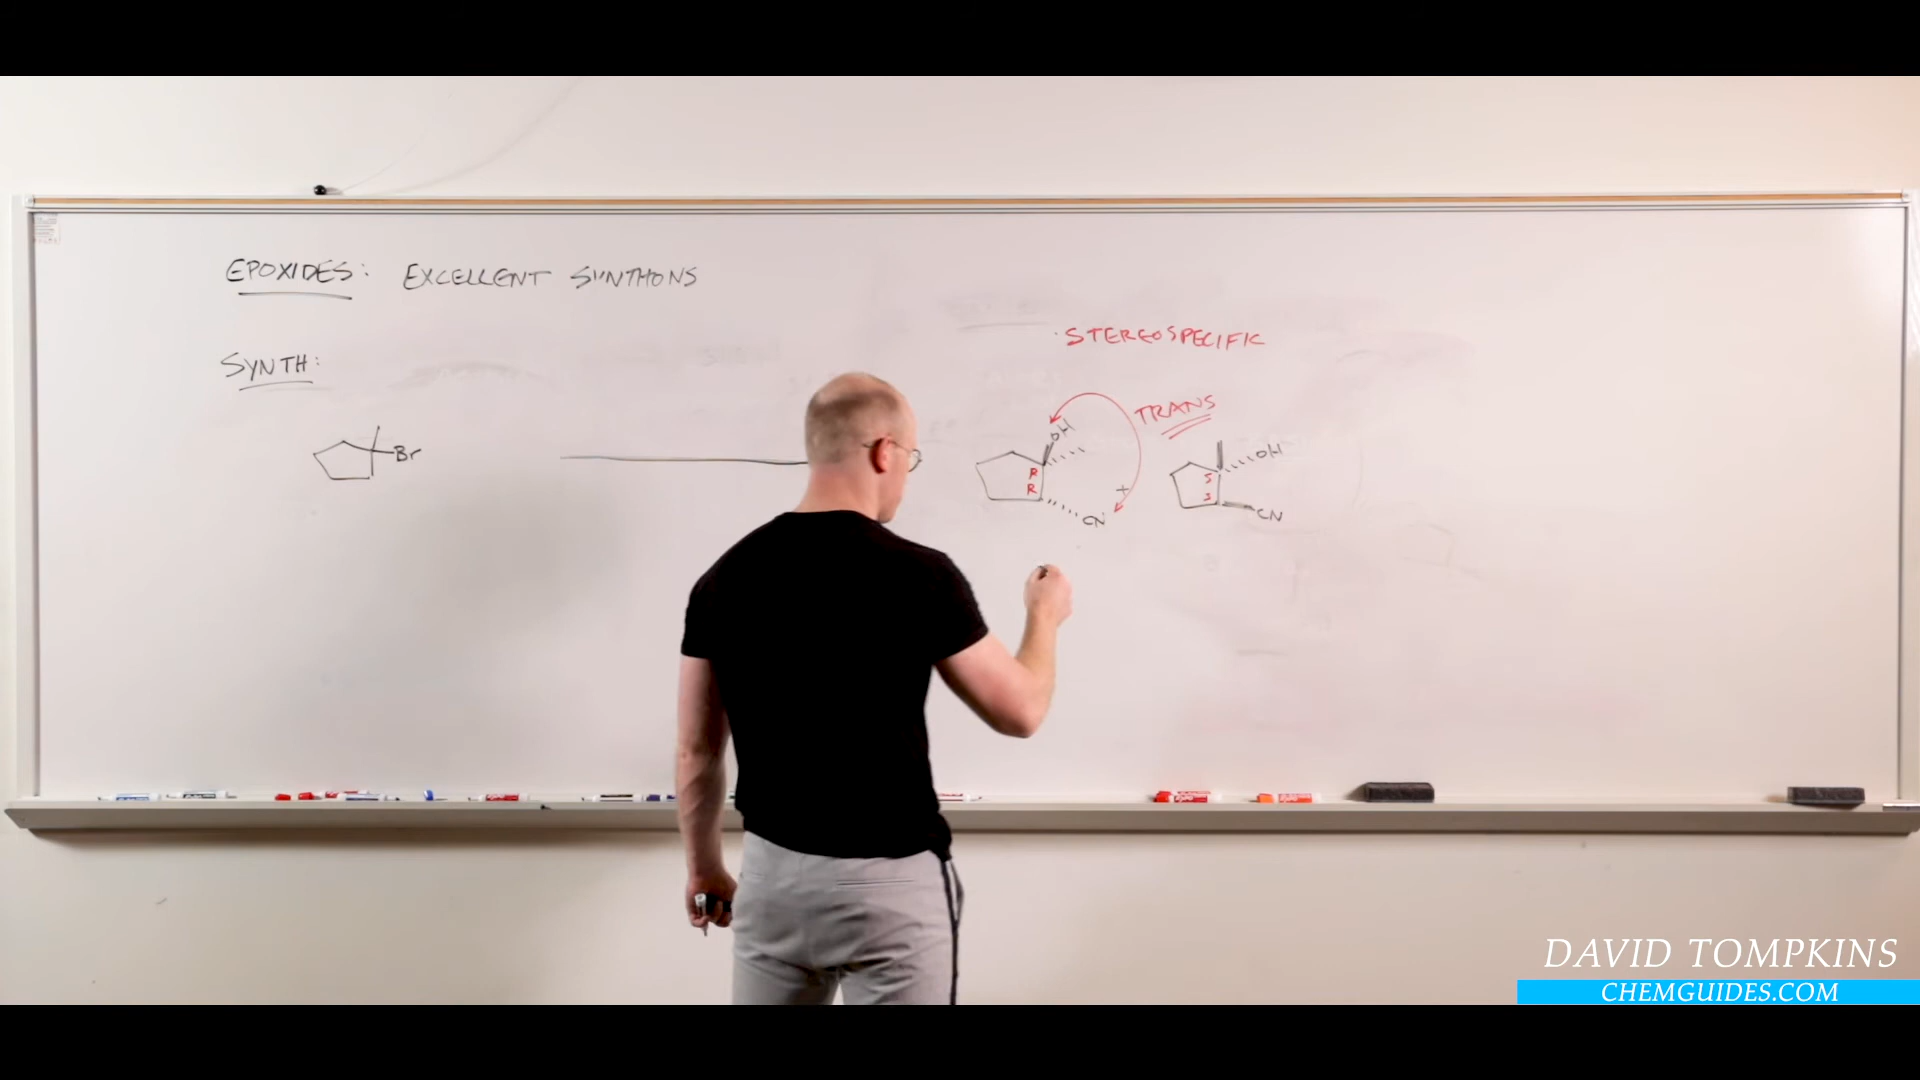 EPOXIDES: EXCELLENT SYNTHONS
· STEREOSPECIFIC
SYNTH:
TRANS
Br
OH
R
R
CN
+
OH
S
S
CN
DAVID TOMPKINS
CHEMGUIDES.COM